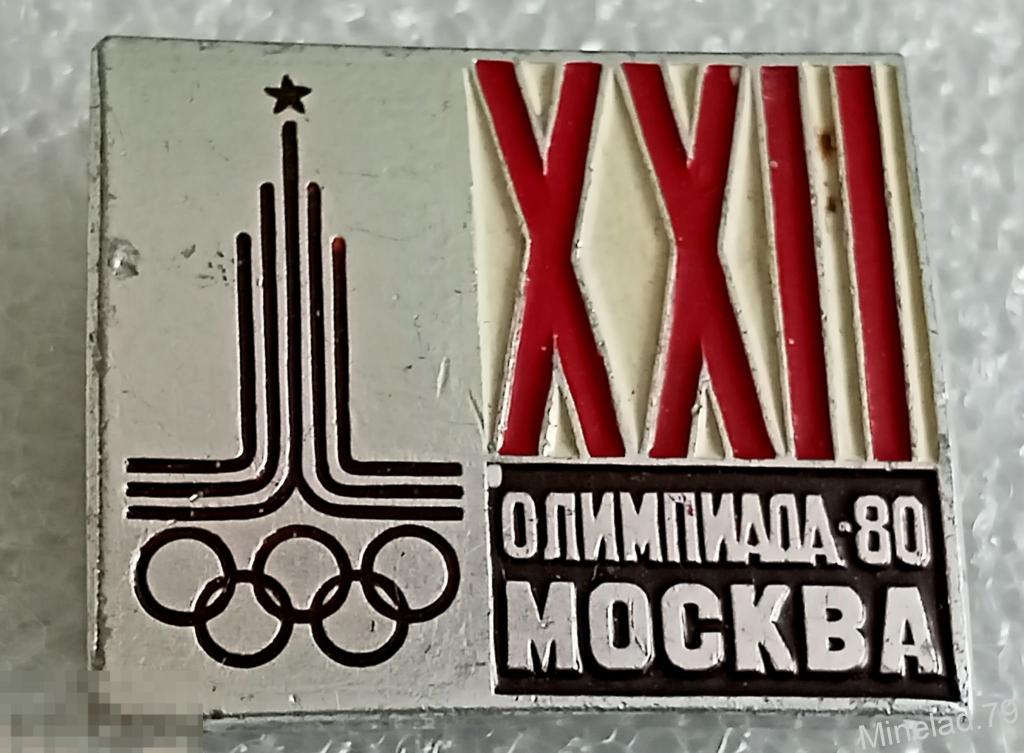 XXII
ОЛИМПИАДА-80
МОСКВА
Minelad.79